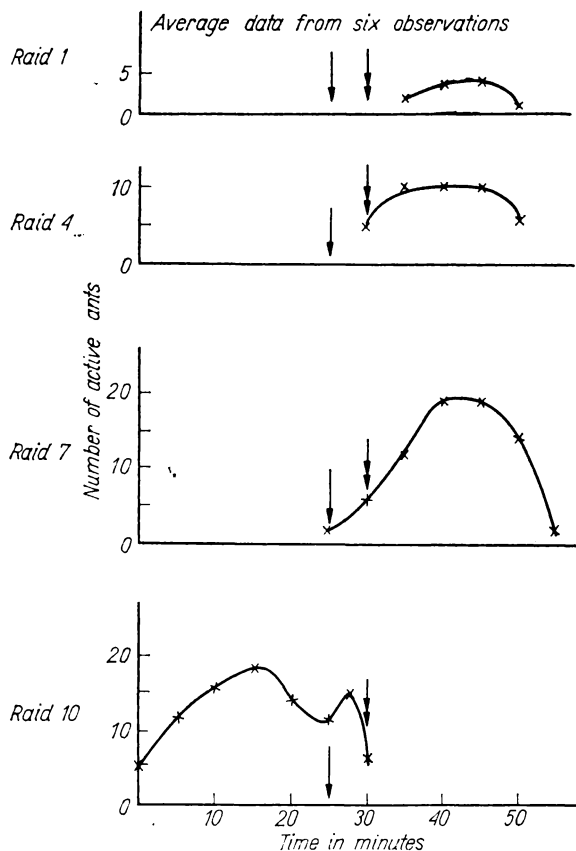 Average data from six observations
Raid 1
5
0
Raid 4
10
0
Number of active ants
Raid 7
20
10
0
Raid 10
20
10
0
10 20 30 40 50
Time in minutes